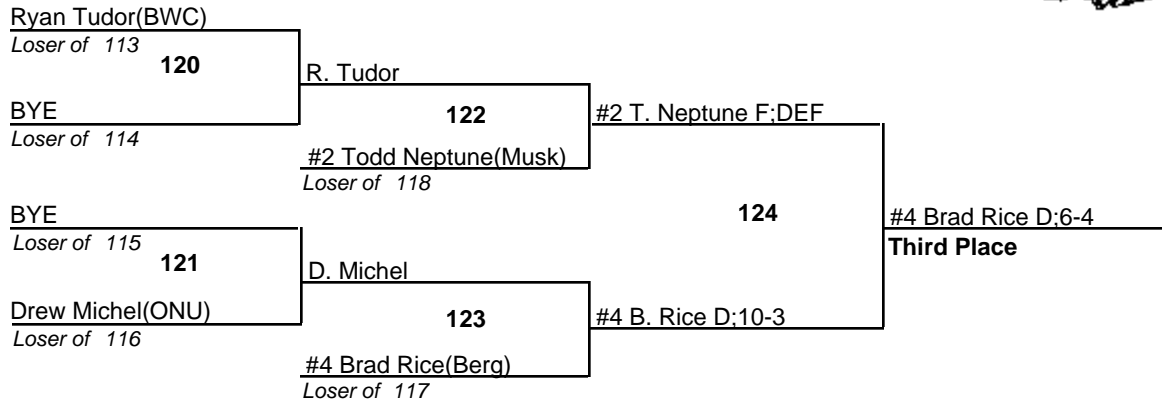 Ryan Tudor(BWC)
Loser of 113
120
R. Tudor
BYE
Loser of 114
122
#2 T. Neptune F;DEF
#2 Todd Neptune(Musk)
Loser of 118
BYE
Loser of 115
124
#4 Brad Rice D;6-4
Third Place
121
D. Michel
Drew Michel(ONU)
Loser of 116
123
#4 B. Rice D;10-3
#4 Brad Rice(Berg)
Loser of 117